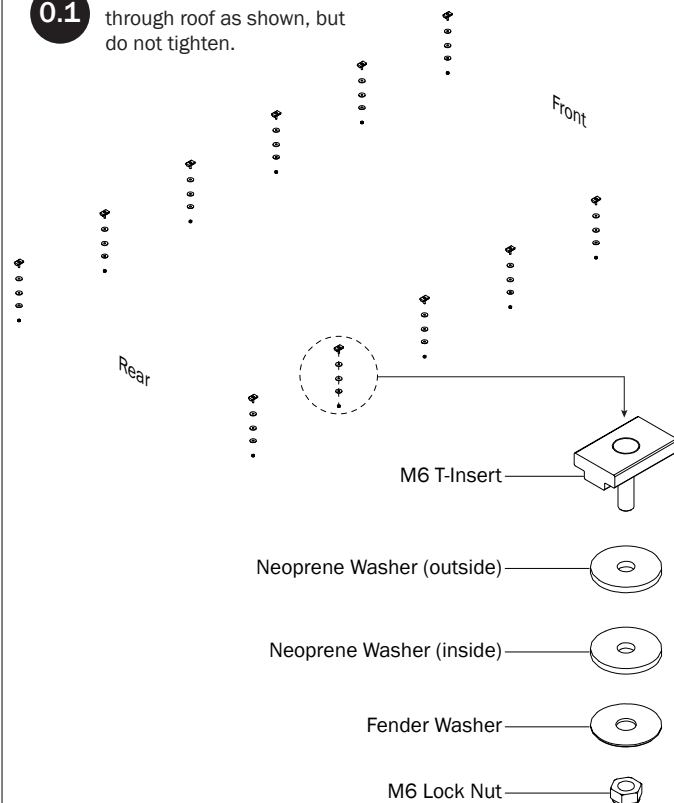 0.1
through roof as shown, but
do not tighten.
Front
Rear
M6 T-Insert
Neoprene Washer (outside)
Neoprene Washer (inside)
Fender Washer
M6 Lock Nut